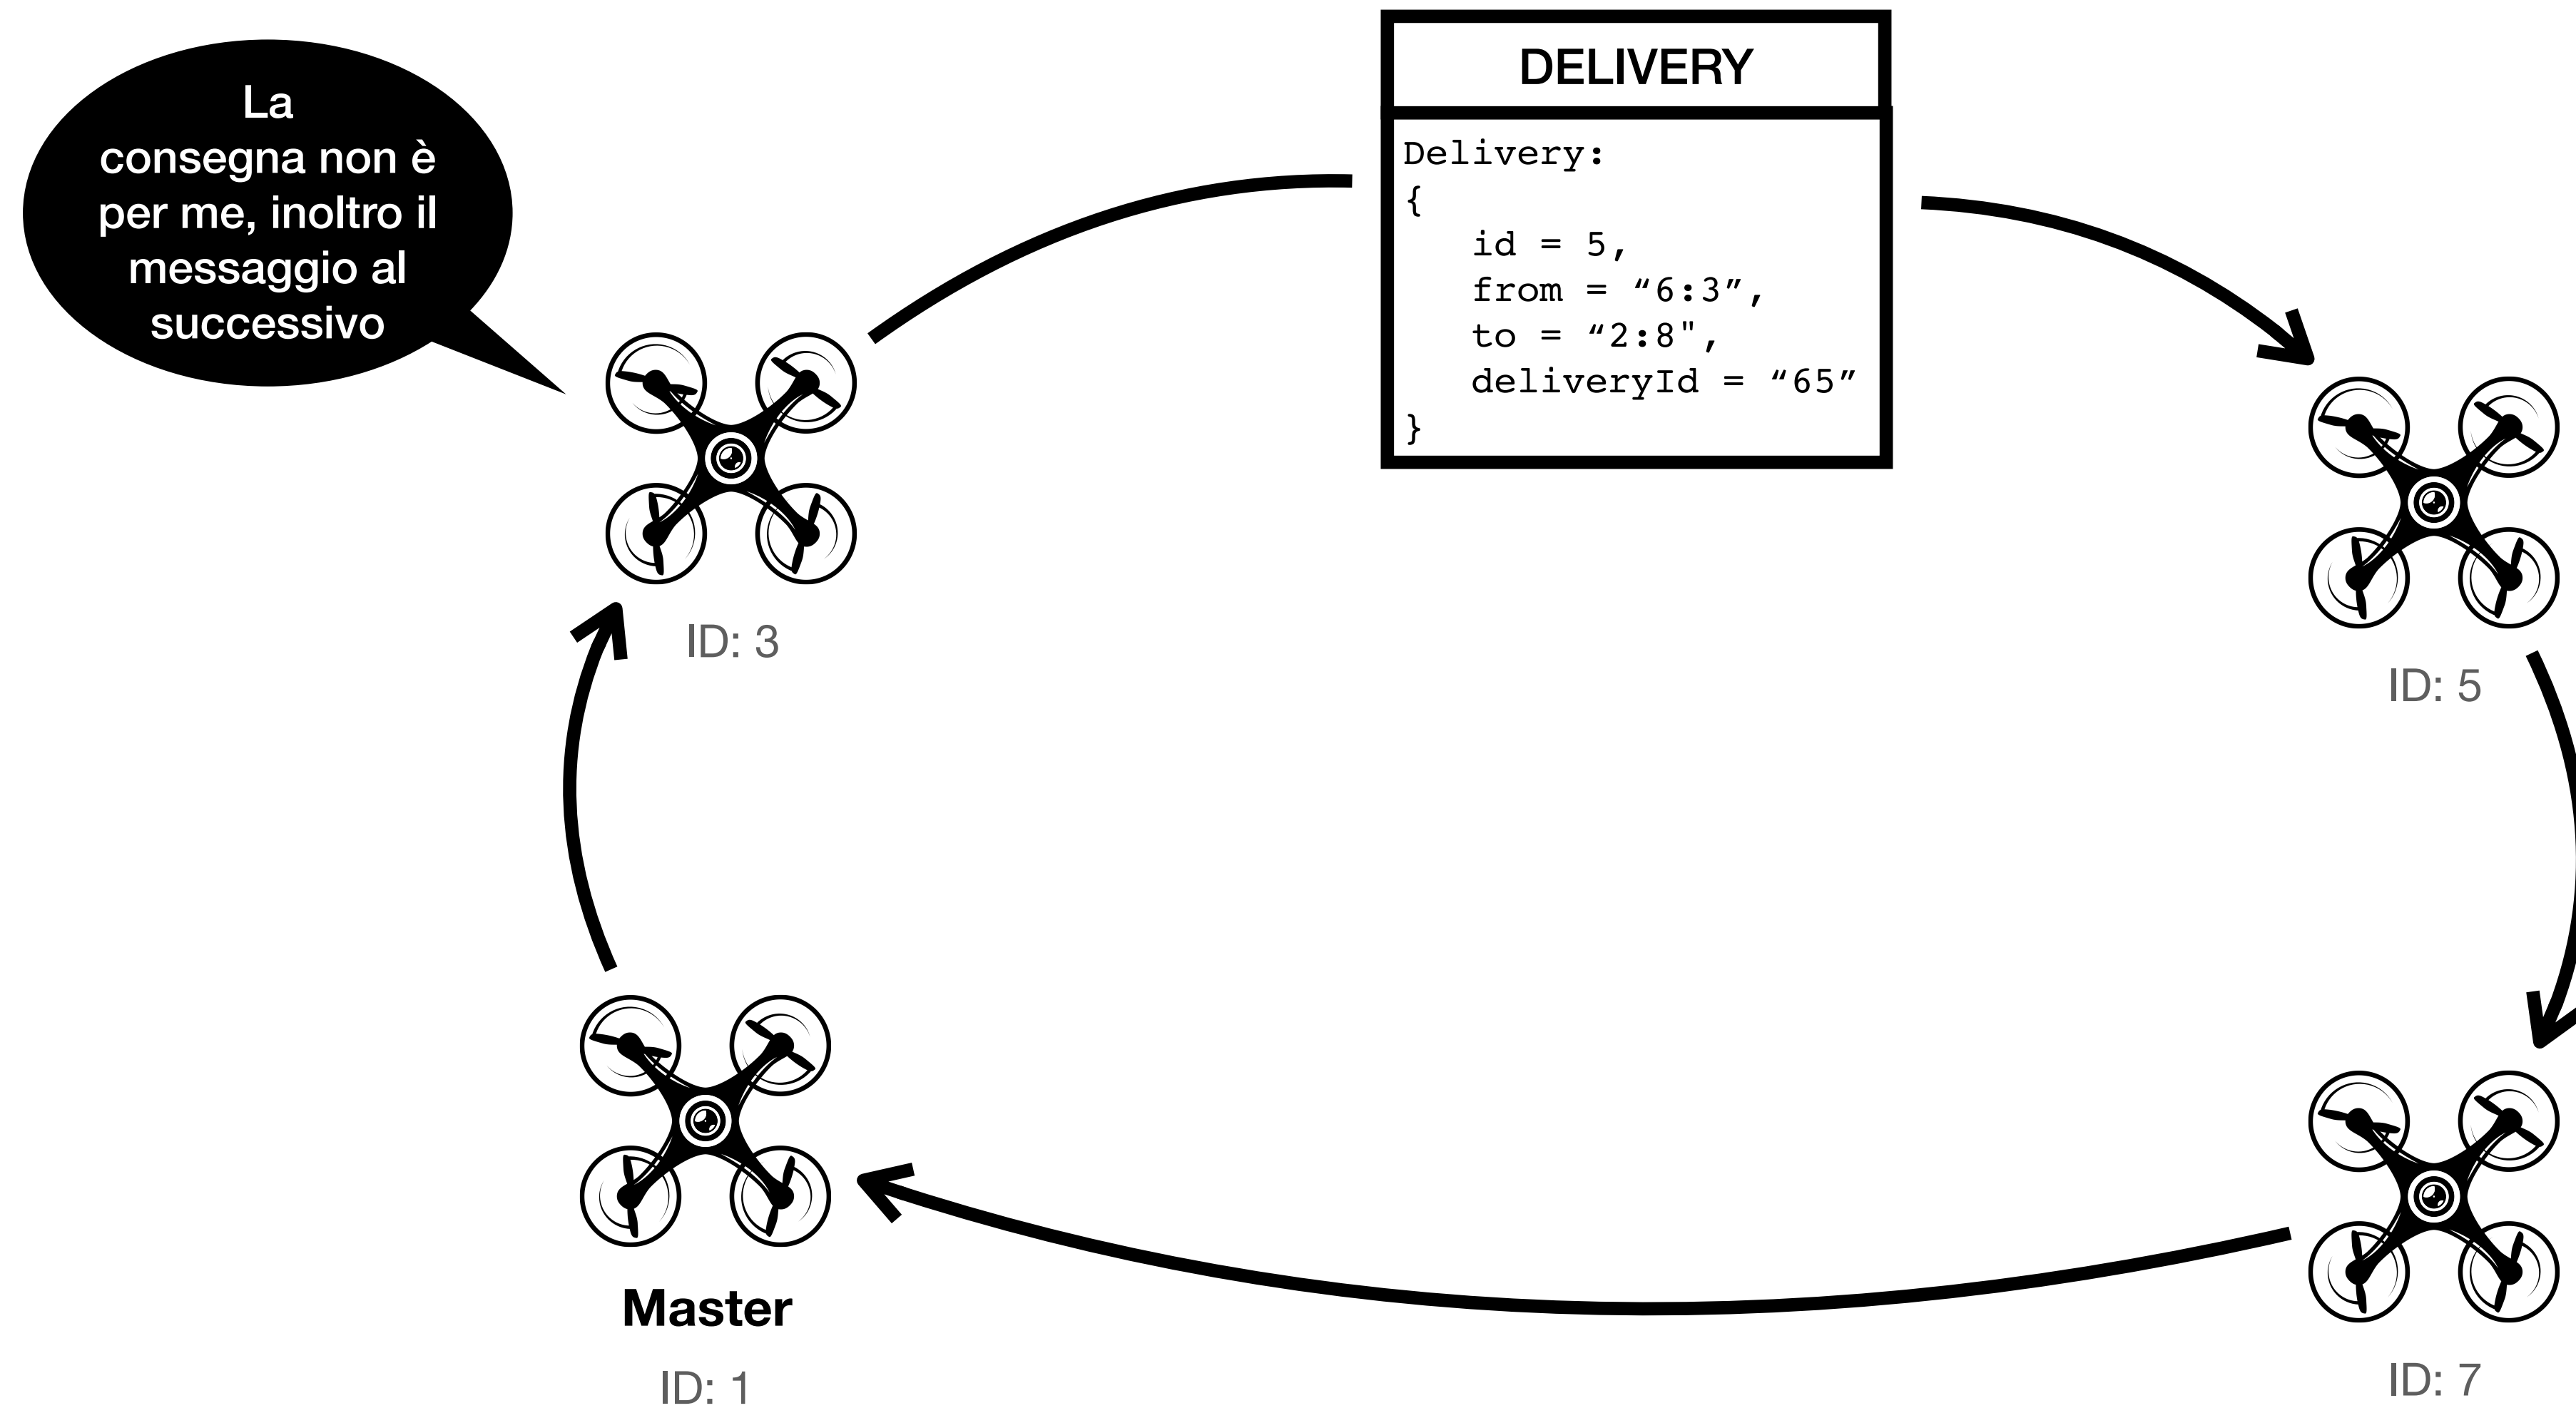 La
consegna non è
per me, inoltro il
messaggio al
successivo
DELIVERY
Delivery:
{
id = 5,
from = “6:3”,
to = “2:8",
deliveryId = “65”
}
ID: 3
ID: 5
Master
ID: 1
ID: 7